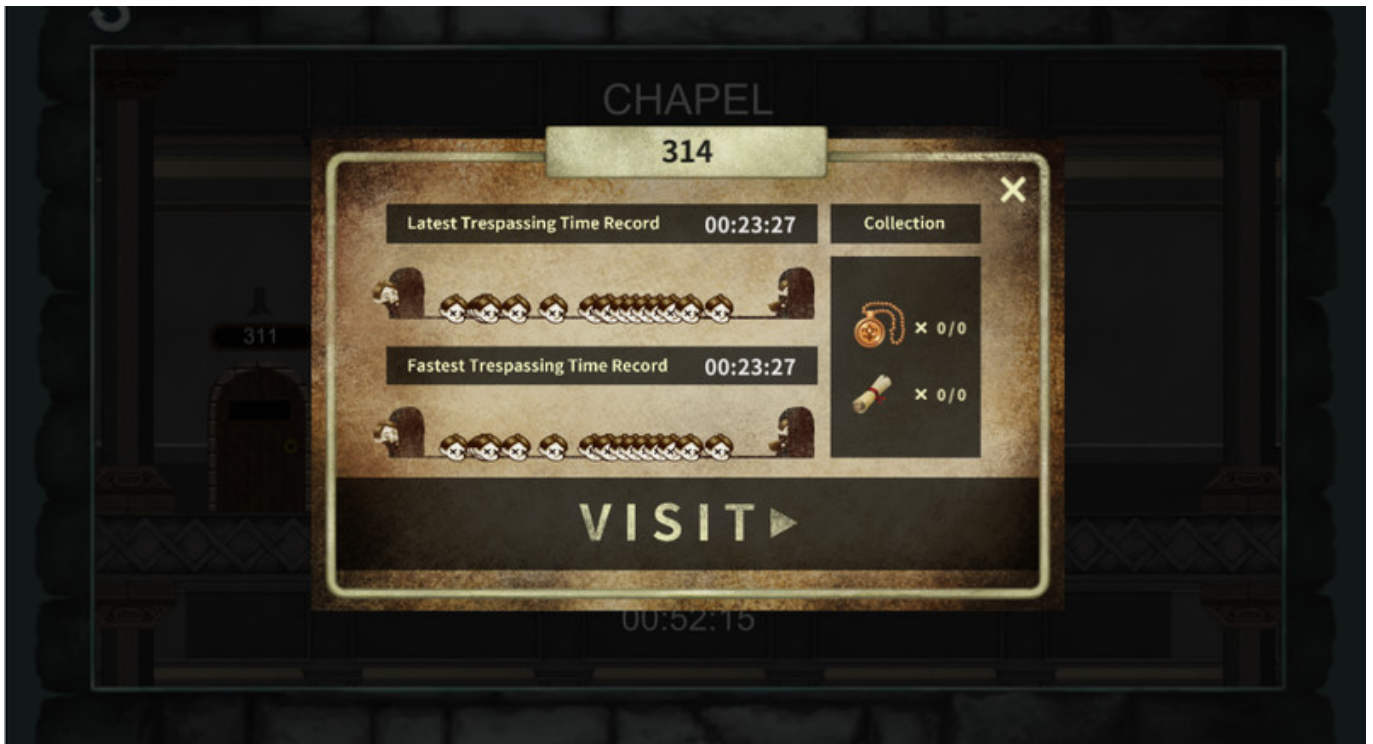 CHAPEL
314
Latest Trespassing Time Record 00:23:27
Collection
× 0/0
311
Fastest Trespassing Time Record 00:23:27
× 0/0
VISIT
00:52:15